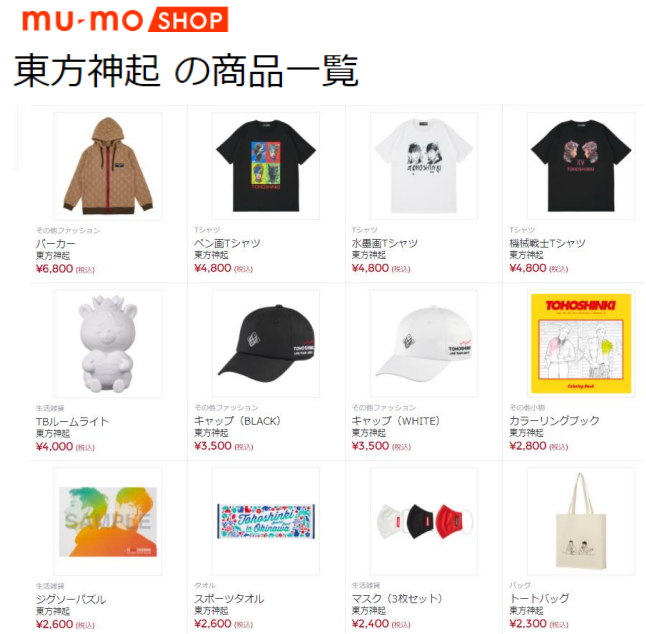 mu-mo SHOP
東方神起 の商品一覧
その他ファッション
パーカー
東方神起
¥6,800 (税込)
Tシャツ
ペン画Tシャツ
東方神起
¥4,800 (税込)
Tシャツ
水墨画Tシャツ
東方神起
¥4,800 (税込)
Tシャツ
機械戦士Tシャツ
東方神起
¥4,800 (税込)
TOHOSHINKI
TOHOSHINKI
XV
TOHOSHINKI
生活雑貨
TBルームライト
東方神起
¥4,000 (税込)
TOHOSHINKI
その他ファッション
キャップ（BLACK）
東方神起
¥3,500 (税込)
TOHOSHINKI
その他ファッション
キャップ（WHITE）
東方神起
¥3,500 (税込)
TOHOSHINKI
Coloring Book
その他小物
カラーリングブック
東方神起
¥2,800 (税込)
SAMPLE
生活雑貨
ジグソーパズル
東方神起
¥2,600 (税込)
Tohoshinki
in Okinawa
タオル
スポーツタオル
東方神起
¥2,600 (税込)
生活雑貨
マスク（3枚セット）
東方神起
¥2,400 (税込)
バッグ
トートバッグ
東方神起
¥2,300 (税込)